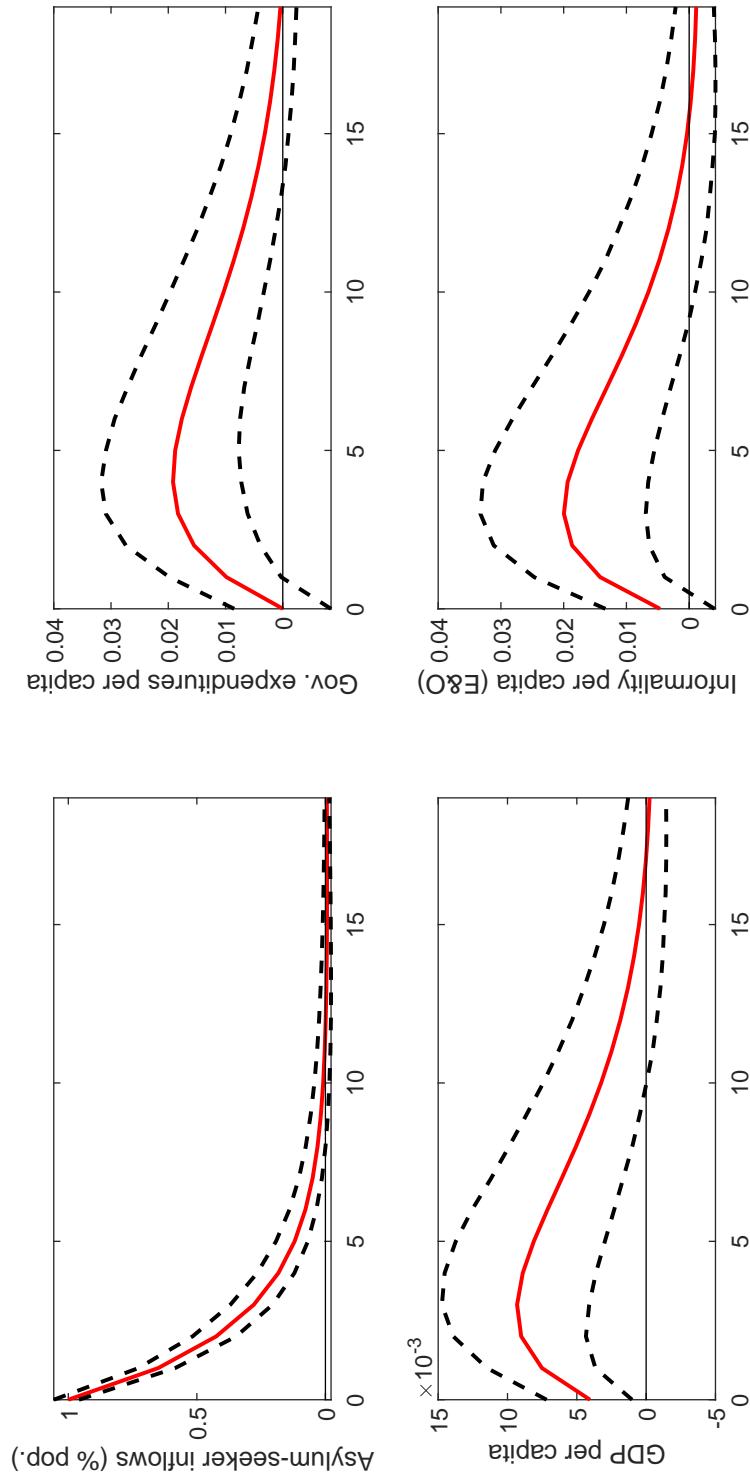 Asylum-seeker inflows (% pop.)
1
0.5
0
0 5 10 15
Gov. expenditures per capita
0.04
0.03
0.02
0.01
0
0 5 10 15
GDP per capita
×10⁻³
15
10
5
0
-5
0 5 10 15
Informality per capita (E&O)
0.04
0.03
0.02
0.01
0
0 5 10 15